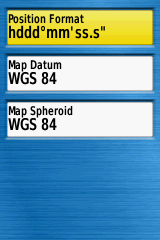 Position Format
hddd°mm'ss.s"
Map Datum
WGS 84
Map Spheroid
WGS 84